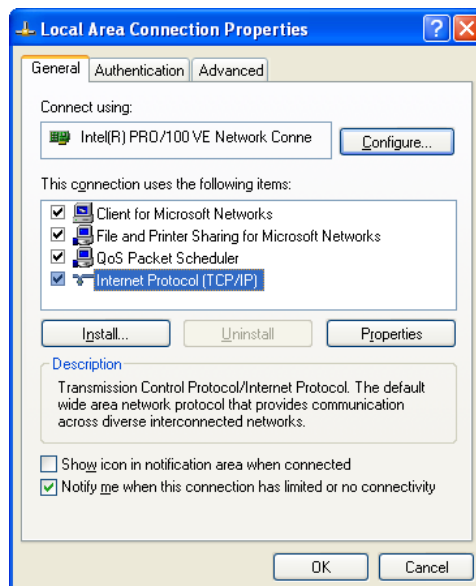 Local Area Connection Properties
General Authentication Advanced
Connect using:
Intel(R) PRO/100 VE Network Conne
Configure...
This connection uses the following items:
Client for Microsoft Networks
File and Printer Sharing for Microsoft Networks
QoS Packet Scheduler
Internet Protocol (TCP/IP)
Install... Uninstall Properties
Description
Transmission Control Protocol/Internet Protocol. The default
wide area network protocol that provides communication
across diverse interconnected networks.
Show icon in notification area when connected
Notify me when this connection has limited or no connectivity
OK Cancel